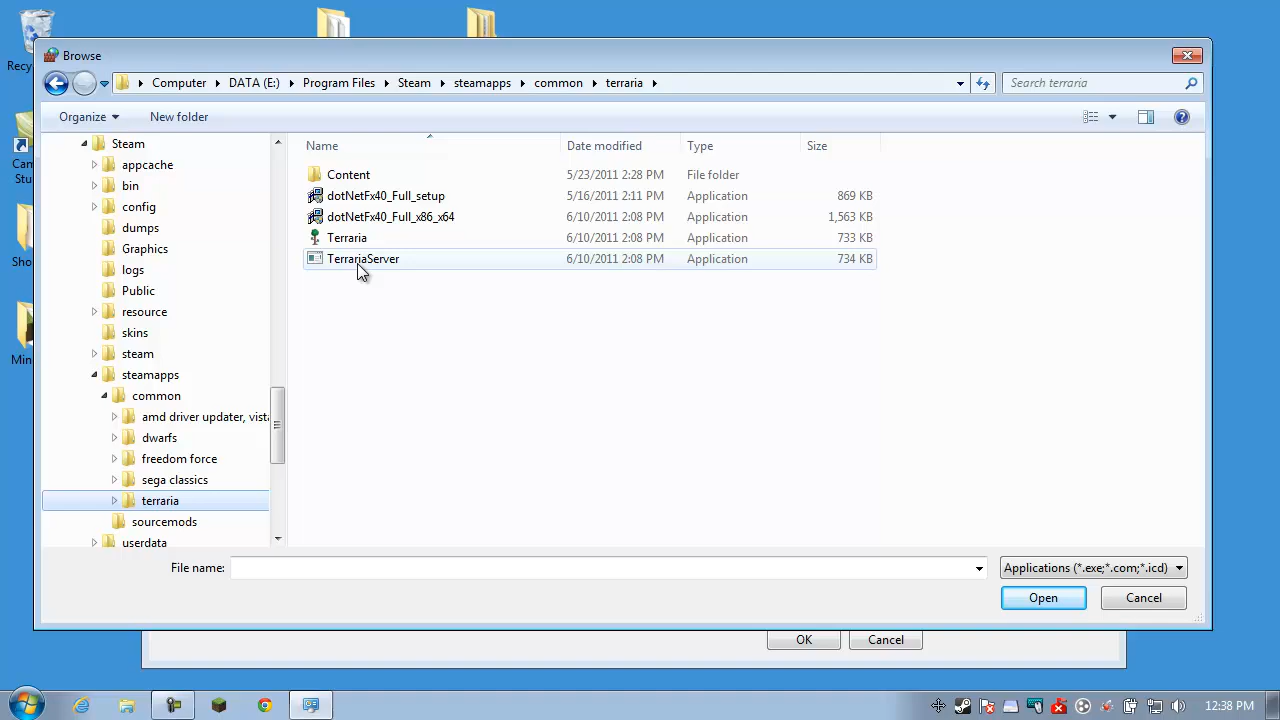 Recy
Browse
Computer DATA (E:) Program Files Steam steamapps common terraria
Search terraria
Organize New folder
Name Date modified Type Size
Content 5/23/2011 2:28 PM File folder
dotNetFx40_Full_setup 5/16/2011 2:11 PM Application 869 KB
dotNetFx40_Full_x86_x64 6/10/2011 2:08 PM Application 1,563 KB
Terraria 6/10/2011 2:08 PM Application 733 KB
TerrariaServer 6/10/2011 2:08 PM Application 734 KB
Steam
appcache
bin
config
dumps
Graphics
logs
Public
resource
skins
steam
steamapps
common
amd driver updater, vista
dwarfs
freedom force
sega classics
terraria
sourcemods
userdata
Cam
Stu
Sho
Min
File name: Applications (*.exe;*.com;*.icd)
Open Cancel
OK Cancel
12:38 PM